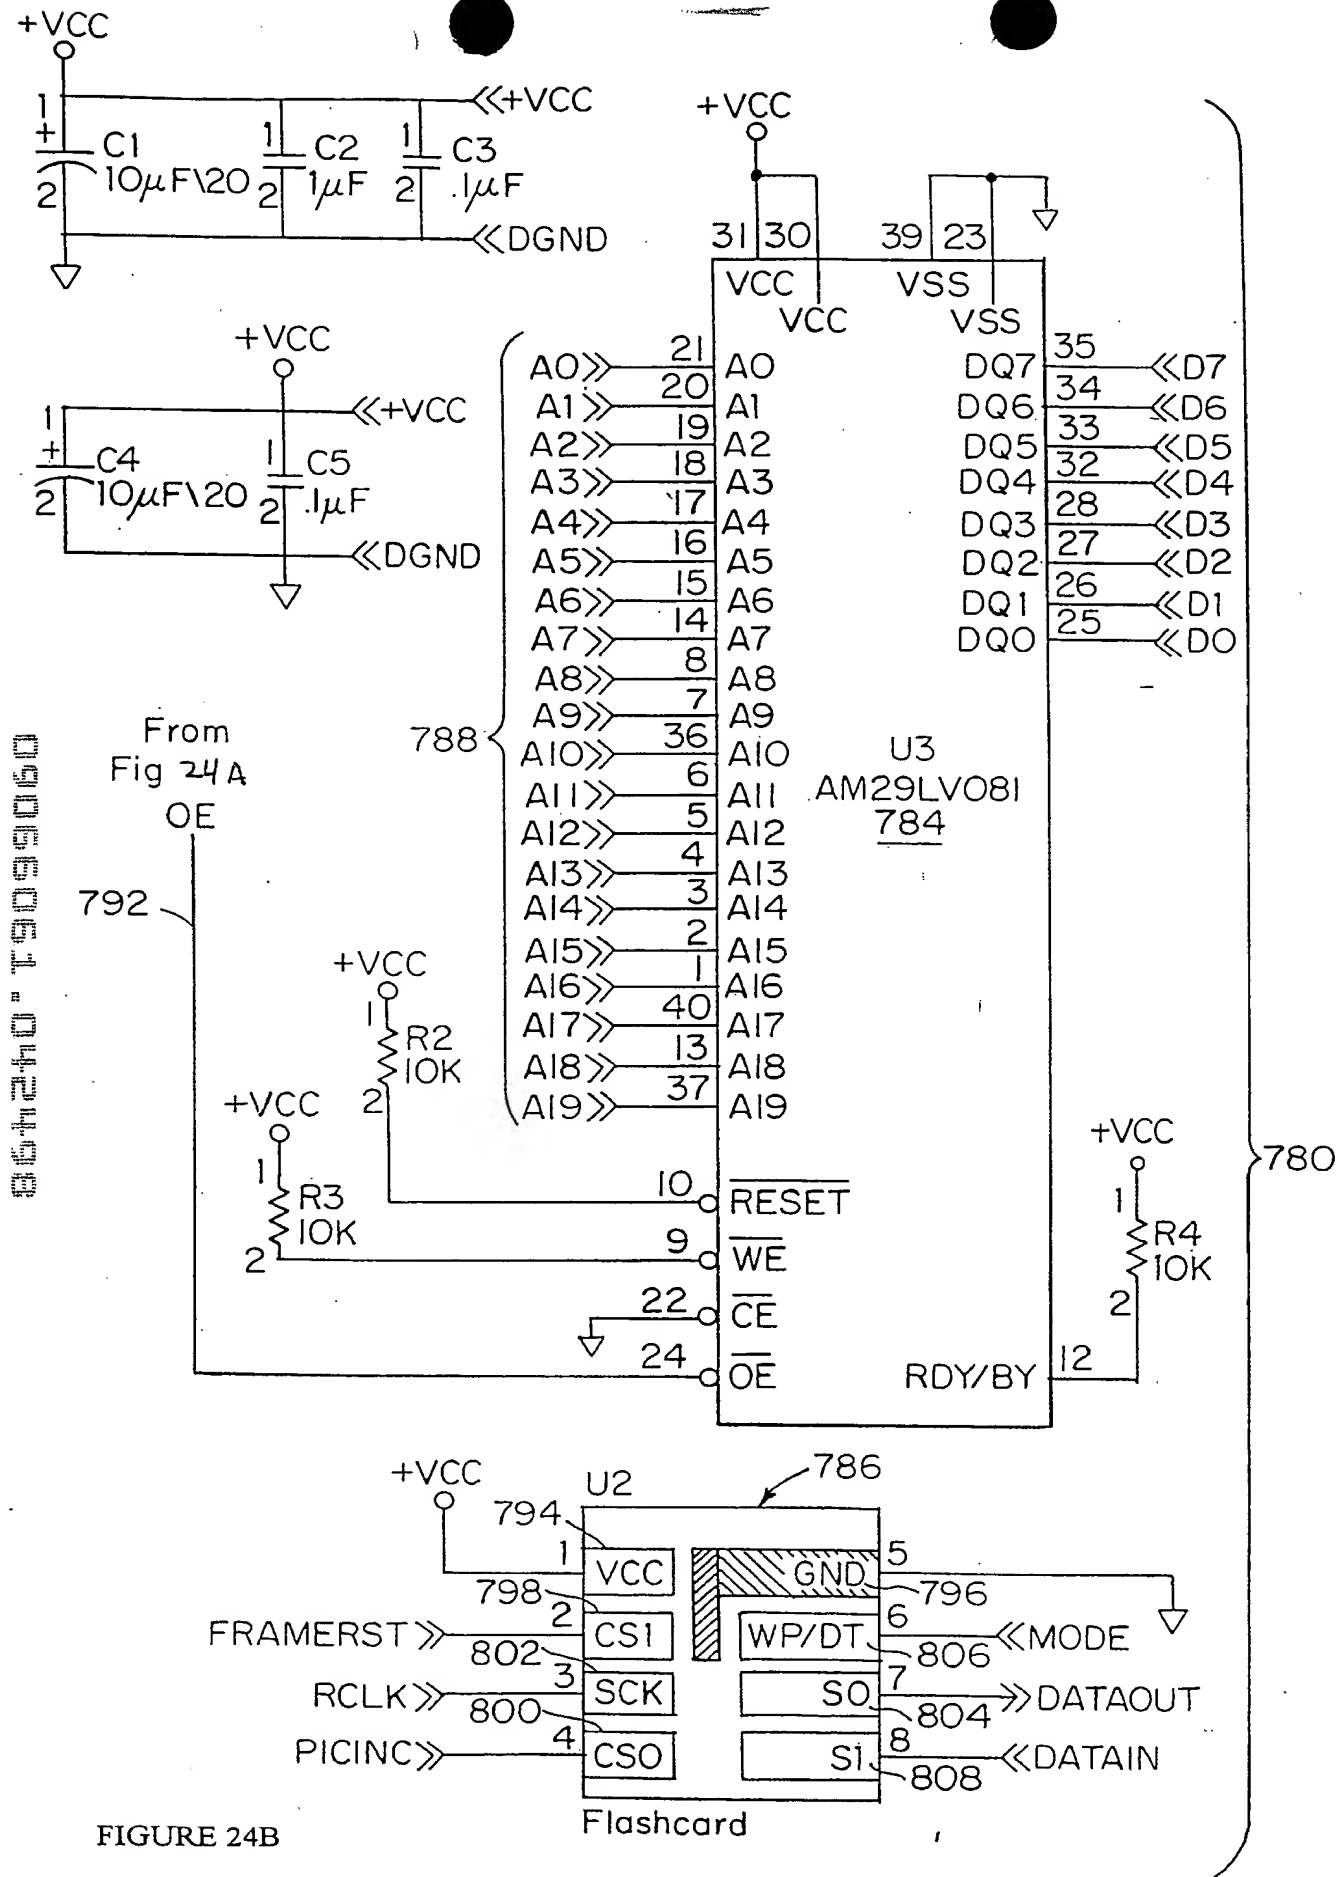 +VCC
1
+
C1
10μF\20
2
1
C2
1μF
2
1
C3
.1μF
2
+VCC
DGND
+VCC
1
+
C4
10μF\20
2
1
C5
.1μF
2
+VCC
DGND
+VCC
31 30 39 23
VCC VSS
VCC VSS
A0 21 A0 DQ7 35 D7
A1 20 A1 DQ6 34 D6
A2 19 A2 DQ5 33 D5
A3 18 A3 DQ4 32 D4
A4 17 A4 DQ3 28 D3
A5 16 A5 DQ2 27 D2
A6 15 A6 DQ1 26 D1
A7 14 A7 DQ0 25 D0
A8 8 A8
A9 7 A9
788
A10 36 A10
A11 6 A11
A12 5 A12
A13 4 A13
A14 3 A14
A15 2 A15
A16 1 A16
A17 40 A17
A18 13 A18
A19 37 A19
U3
AM29LV081
784
From
Fig 24A
OE
792
09066061.042498
+VCC
1
R2
10K
2
+VCC
1
R3
10K
2
10 RESET
9 WE
22 CE
24 OE
RDY/BY 12
+VCC
1
R4
10K
2
780
+VCC
U2
786
794
1 VCC GND 5
796
798
FRAMERST 2 CS1 WP/DT 6 MODE
806
802
RCLK 3 SCK SO 7 DATAOUT
804
800
PICINC 4 CSO SI 8 DATAIN
808
Flashcard
FIGURE 24B